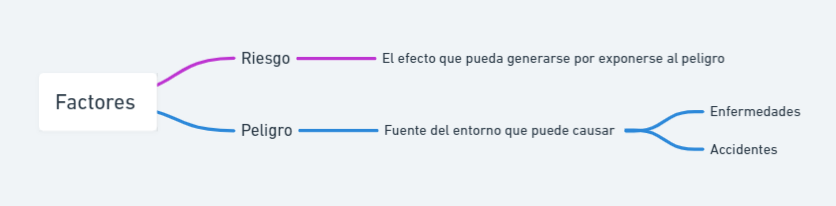 Factores
Riesgo
El efecto que pueda generarse por exponerse al peligro
Peligro
Fuente del entorno que puede causar
Enfermedades
Accidentes